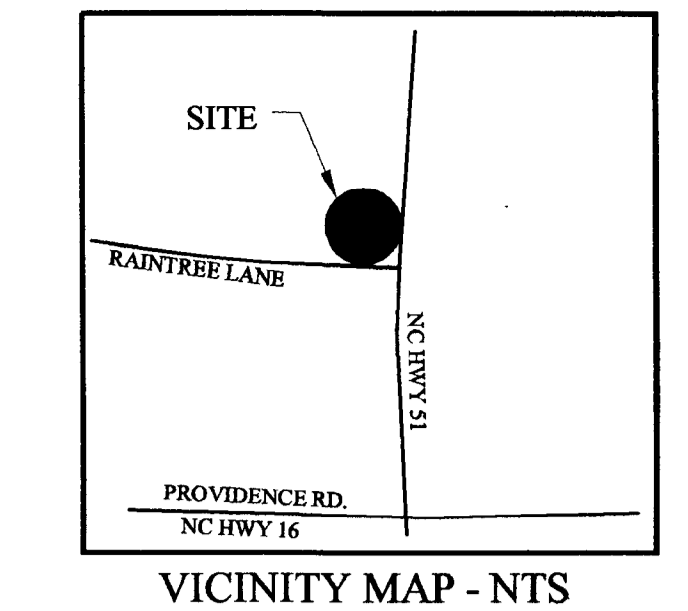 SITE
RAINTREE LANE
NC HWY 51
PROVIDENCE RD.
NC HWY 16
VICINITY MAP - NTS